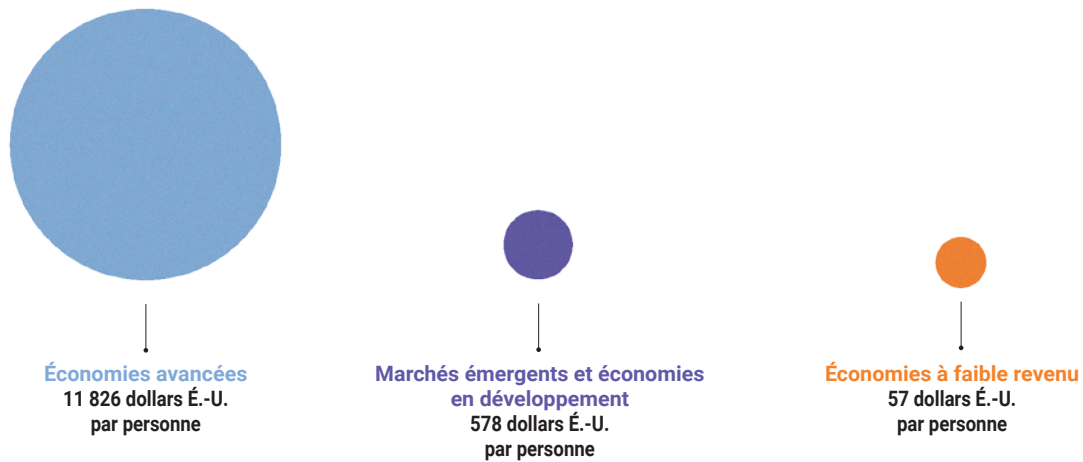 Économies avancées
11 826 dollars É.-U.
par personne
Marchés émergents et économies
en développement
578 dollars É.-U.
par personne
Économies à faible revenu
57 dollars É.-U.
par personne